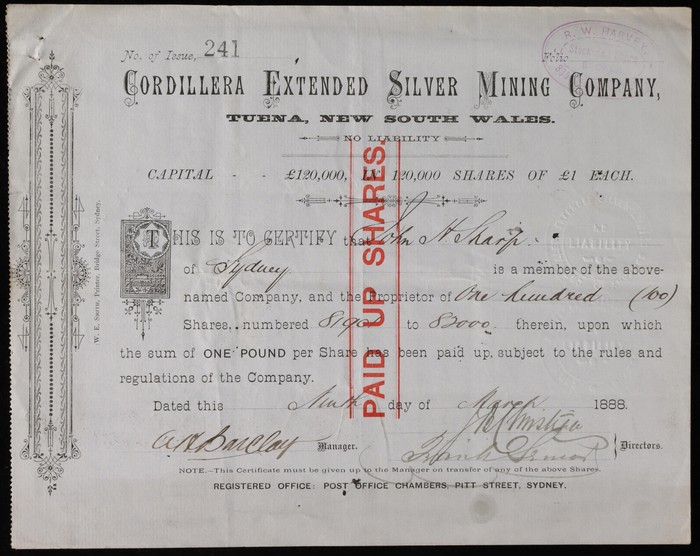 No. of Issue, 241
Folio
R. W. HARVEY
CORDILLERA EXTENDED SILVER MINING COMPANY,
TUENA, NEW SOUTH WALES.
NO LIABILITY
CAPITAL - - £120,000, IN 120,000 SHARES OF £1 EACH.
PAID UP SHARES.
THIS IS TO CERTIFY that John H Sharp
of Sydney is a member of the above-
named Company, and the Proprietor of One hundred (100)
Shares, numbered 81901 to 83000 therein, upon which
the sum of ONE POUND per Share has been paid up, subject to the rules and
regulations of the Company.
Dated this Ninth day of March 1888.
A H Barclay Manager.
Directors.
NOTE.—This Certificate must be given up to the Manager on transfer of any of the above Shares.
REGISTERED OFFICE: POST OFFICE CHAMBERS, PITT STREET, SYDNEY.
W. E. Smith, Printer, Bridge Street, Sydney.